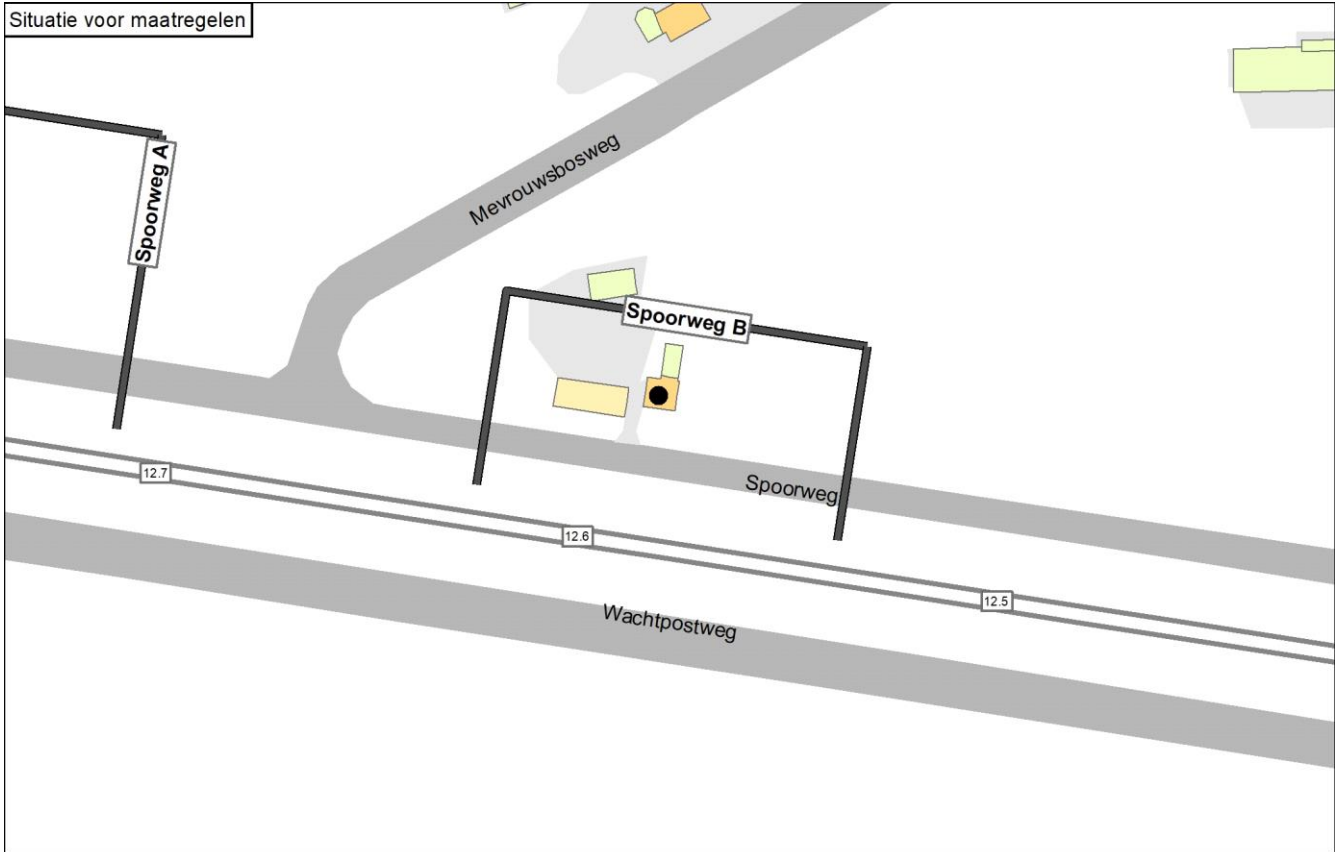 Situatie voor maatregelen
Spoorweg A
Mevrouwsbosweg
Spoorweg B
12.7
Spoorweg
12.6
12.5
Wachtpostweg